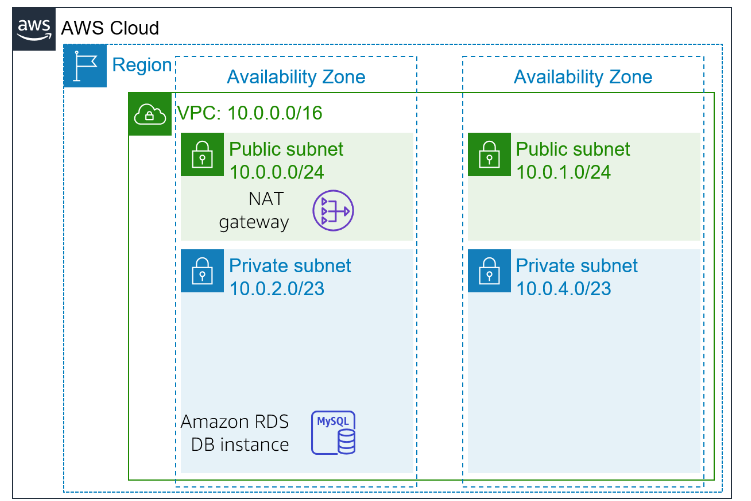 aws
AWS Cloud
Region
Availability Zone
Availability Zone
VPC: 10.0.0.0/16
Public subnet
10.0.0.0/24
NAT
gateway
Public subnet
10.0.1.0/24
Private subnet
10.0.2.0/23
Private subnet
10.0.4.0/23
Amazon RDS
DB instance
MySQL